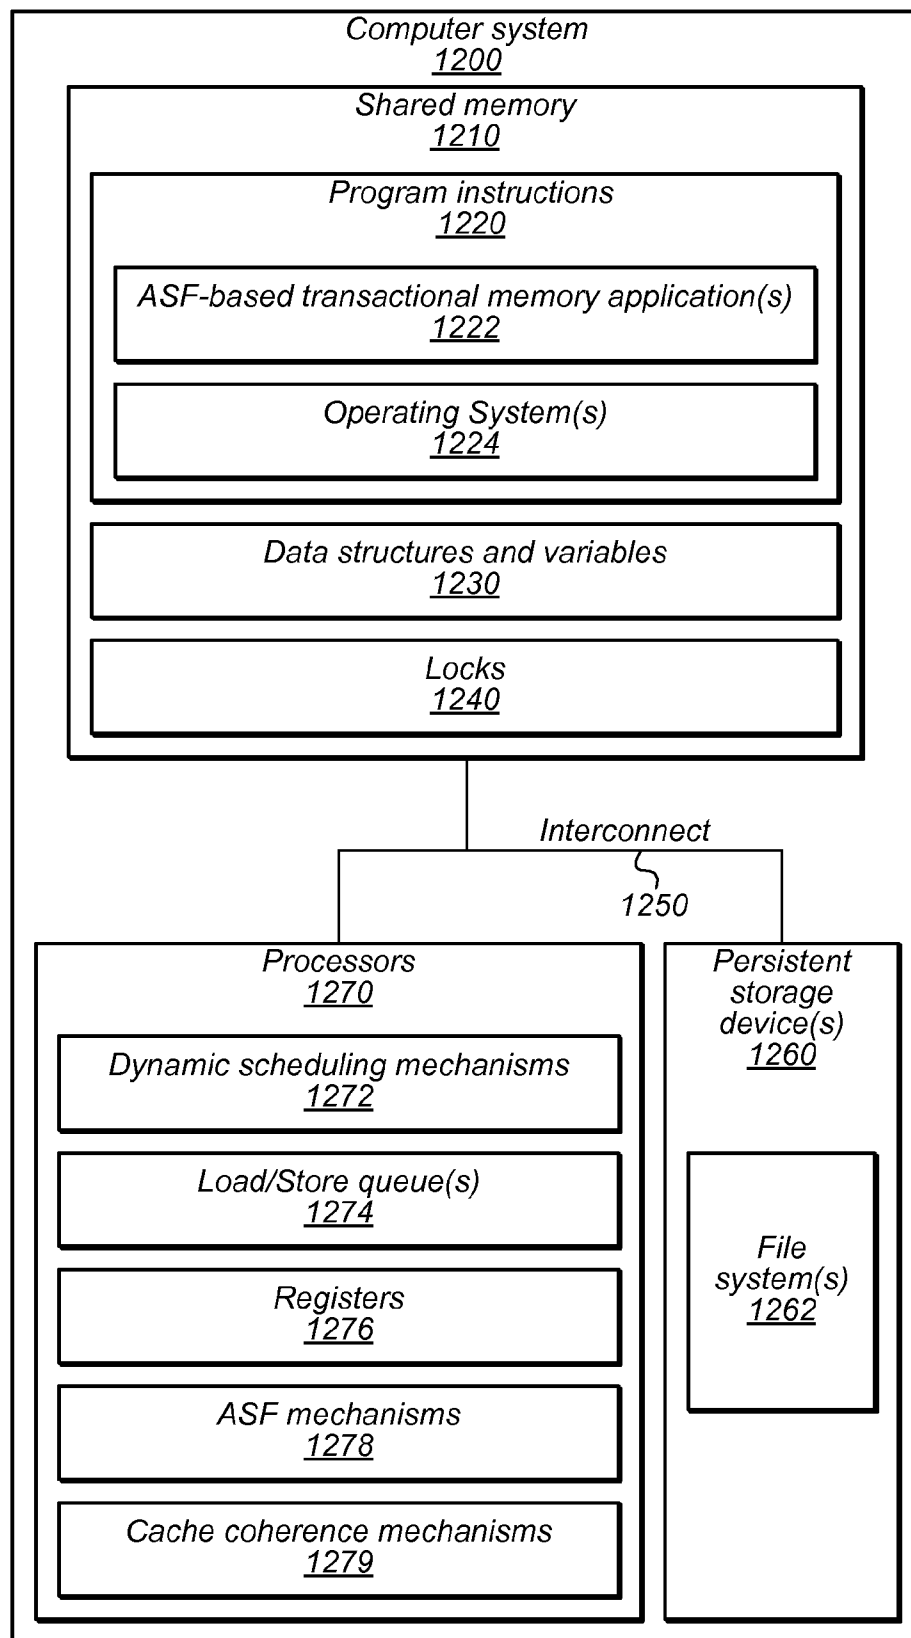 Computer system
1200
Shared memory
1210
Program instructions
1220
ASF-based transactional memory application(s)
1222
Operating System(s)
1224
Data structures and variables
1230
Locks
1240
Interconnect
1250
Processors
1270
Dynamic scheduling mechanisms
1272
Load/Store queue(s)
1274
Registers
1276
ASF mechanisms
1278
Cache coherence mechanisms
1279
Persistent
storage
device(s)
1260
File
system(s)
1262